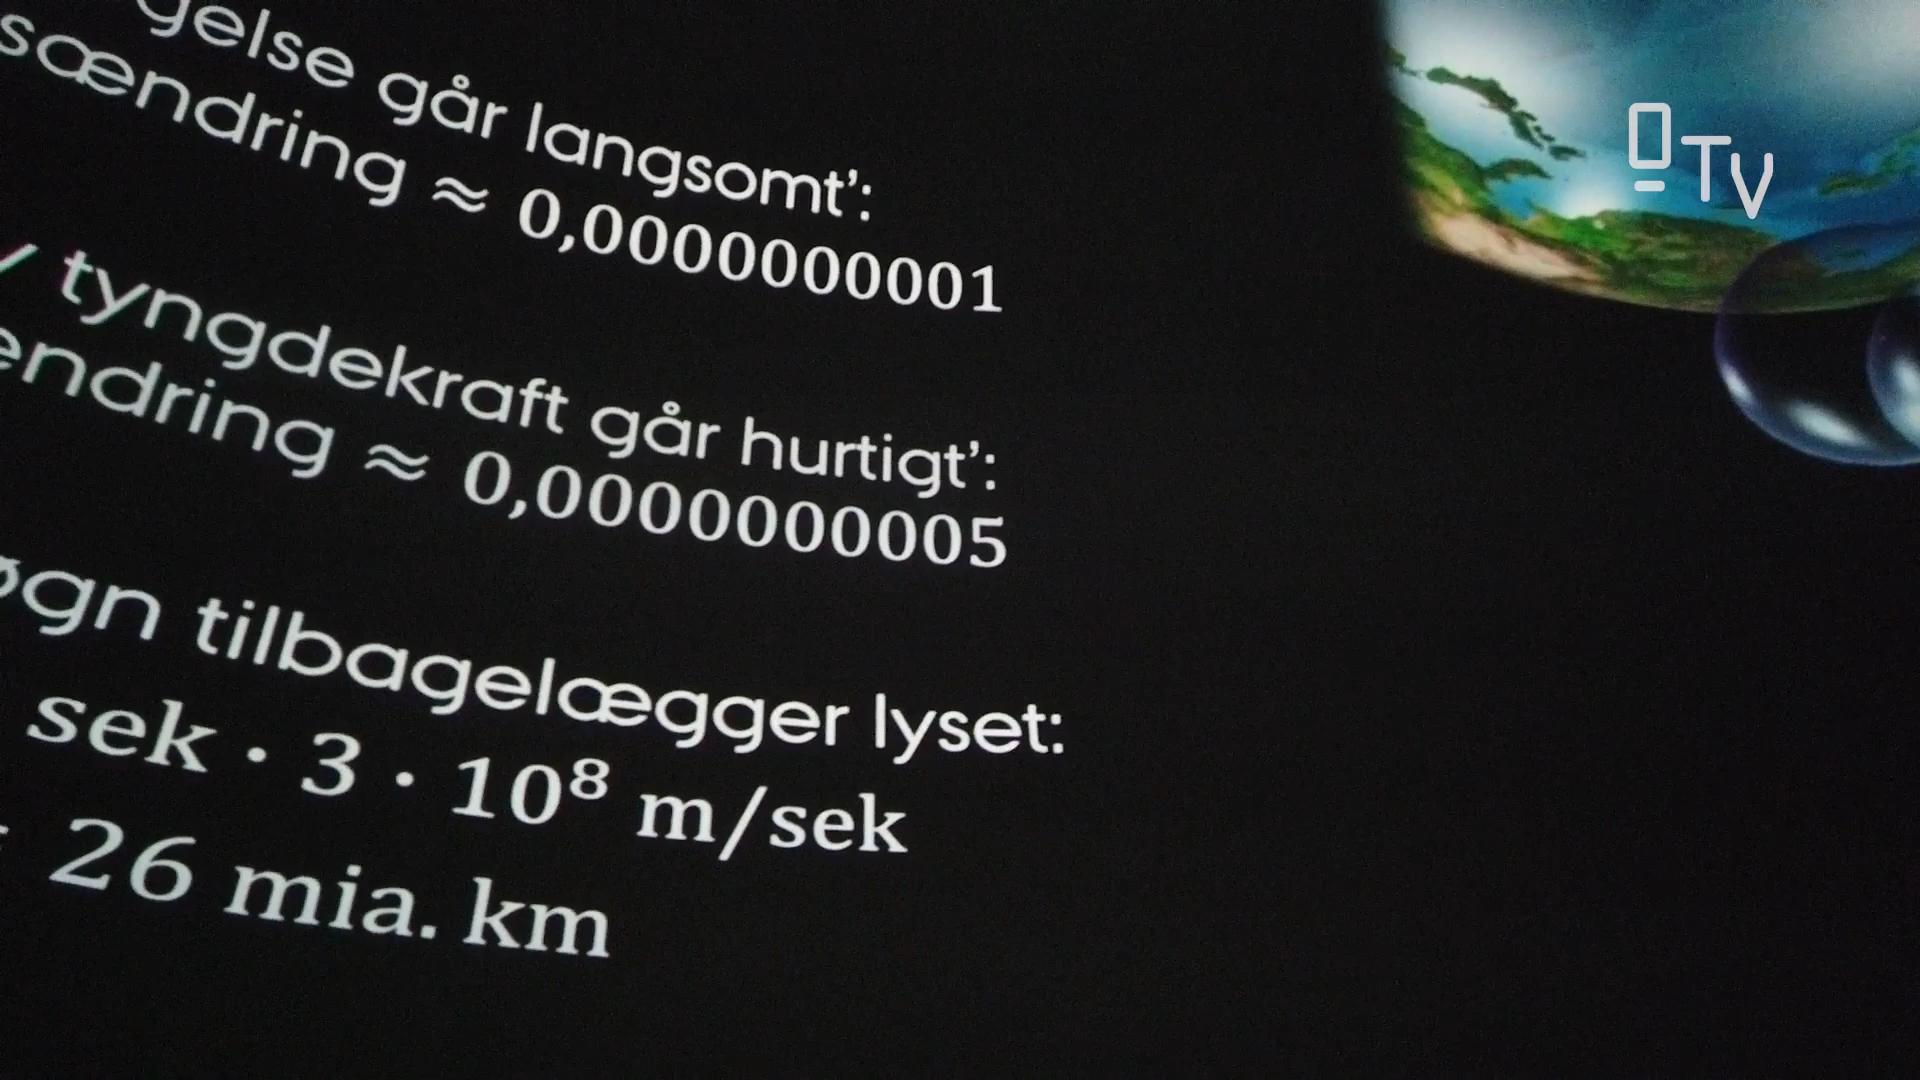 gelse går langsomt’:
sændring ≈ 0,0000000001
tyngdekraft går hurtigt’:
endring ≈ 0,0000000005
øgn tilbagelægger lyset:
sek · 3 · 10⁸ m/sek
26 mia. km
TV